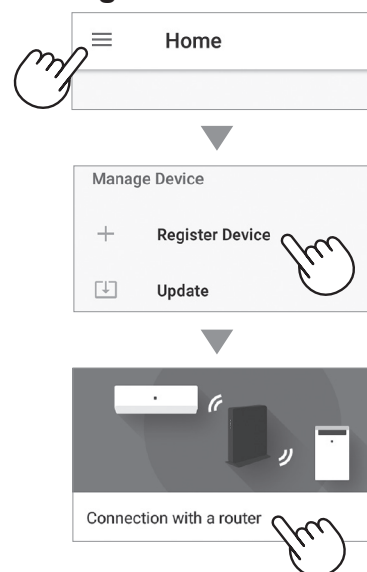 Home
Manage Device
Register Device
Update
Connection with a router